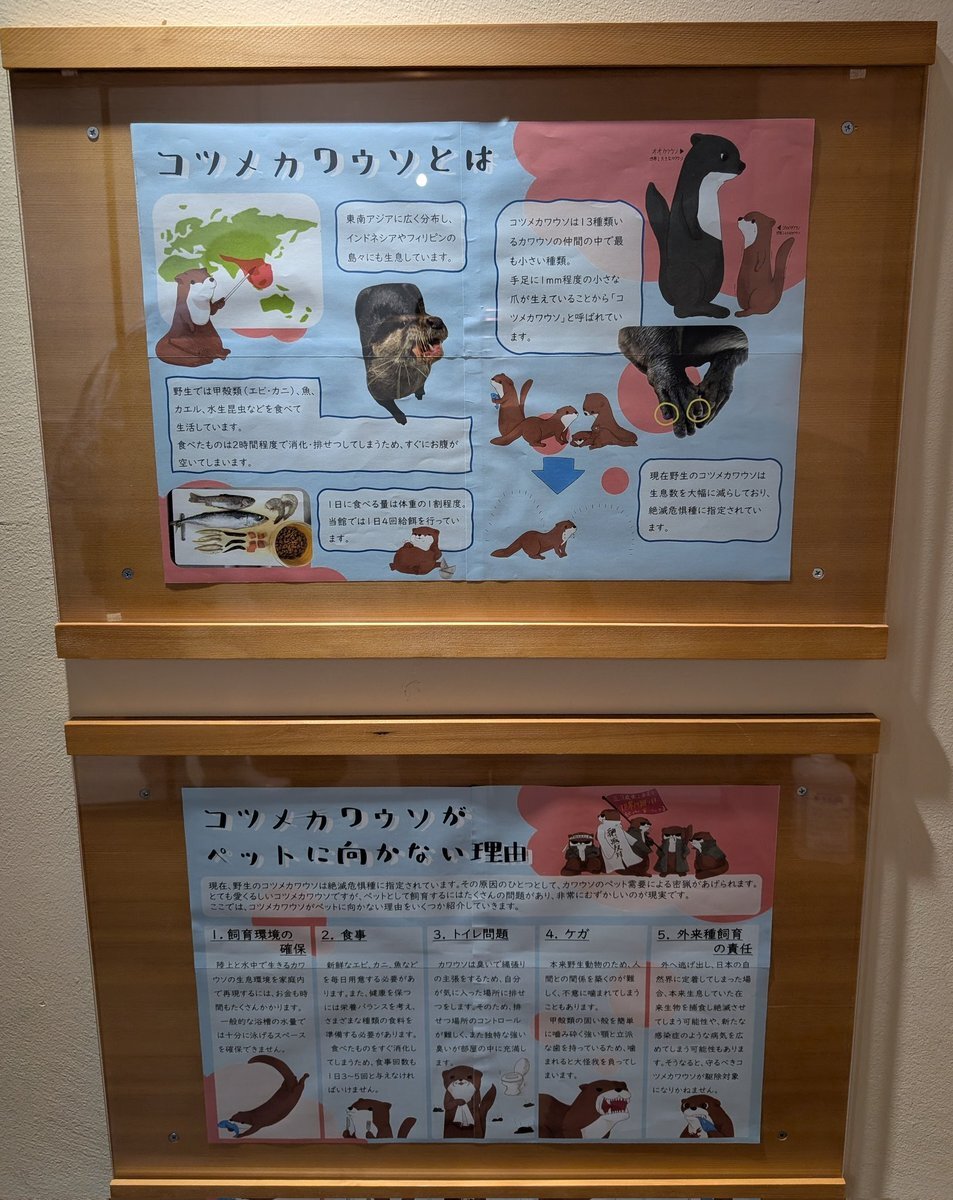 コツメカワウソとは
東南アジアに広く分布し、
インドネシアやフィリピンの
島々にも生息しています。
オオカワウソ▶
コツメカワウソは13種類い
るカワウソの仲間の中で最
も小さい種類。
手足に1mm程度の小さな
爪が生えていることから「コ
ツメカワウソ」と呼ばれてい
ます。
野生では甲殻類(エビ・カニ)、魚、
カエル、水生昆虫などを食べて
生活しています。
食べたものは2時間程度で消化・排せつしてしまうため、すぐにお腹が
空いてしまいます。
1日に食べる量は体重の1割程度。
当館では1日4回給餌を行ってい
ます。
現在野生のコツメカワウソは
生息数を大幅に減らしており、
絶滅危惧種に指定されてい
ます。
コツメカワウソが
ペットに向かない理由
現在、野生のコツメカワウソは絶滅危惧種に指定されています。その原因のひとつとして、カワウソのペット需要による密猟があげられます。
とても愛くるしいコツメカワウソですが、ペットとして飼育するにはたくさんの問題があり、非常にむずかしいのが現実です。
ここでは、コツメカワウソがペットに向かない理由をいくつか紹介していきます。
1. 飼育環境の
確保
陸上と水中で生きるカワ
ウソの生息環境を家庭内
で再現するには、お金も時
間もたくさんかかります。
一般的な浴槽の水量で
は十分に泳げるスペース
を確保できません。
2. 食事
新鮮なエビ、カニ、魚など
を毎日用意する必要があ
ります。また、健康を保つ
には栄養バランスを考え、
さまざまな種類の食料を
準備する必要があります。
食べたものをすぐ消化し
てしまうため、食事回数も
1日3～5回と与えなけれ
ばいけません。
3. トイレ問題
カワウソは臭いで縄張り
の主張をするため、自分
が気に入った場所に排せ
つをします。そのため、排
せつ場所のコントロール
が難しく、また独特な強い
臭いが部屋の中に充満し
ます。
4. ケガ
本来野生動物のため、人
間との関係を築くのが難
しく、不意に噛まれてしまう
こともあります。
甲殻類の固い殻を簡単
に噛み砕く強い顎と立派
な歯を持っているため、噛
まれると大怪我を負ってし
まいます。
5. 外来種飼育
の責任
外へ逃げ出し、日本の自
然界に定着してしまった場
合、本来生息していた在
来生物を捕食し絶滅させ
てしまう可能性や、新たな
感染症のような病気を広
めてしまう可能性もありま
す。そうなると、守るべきコ
ツメカワウソが駆除対象
になりかねません。